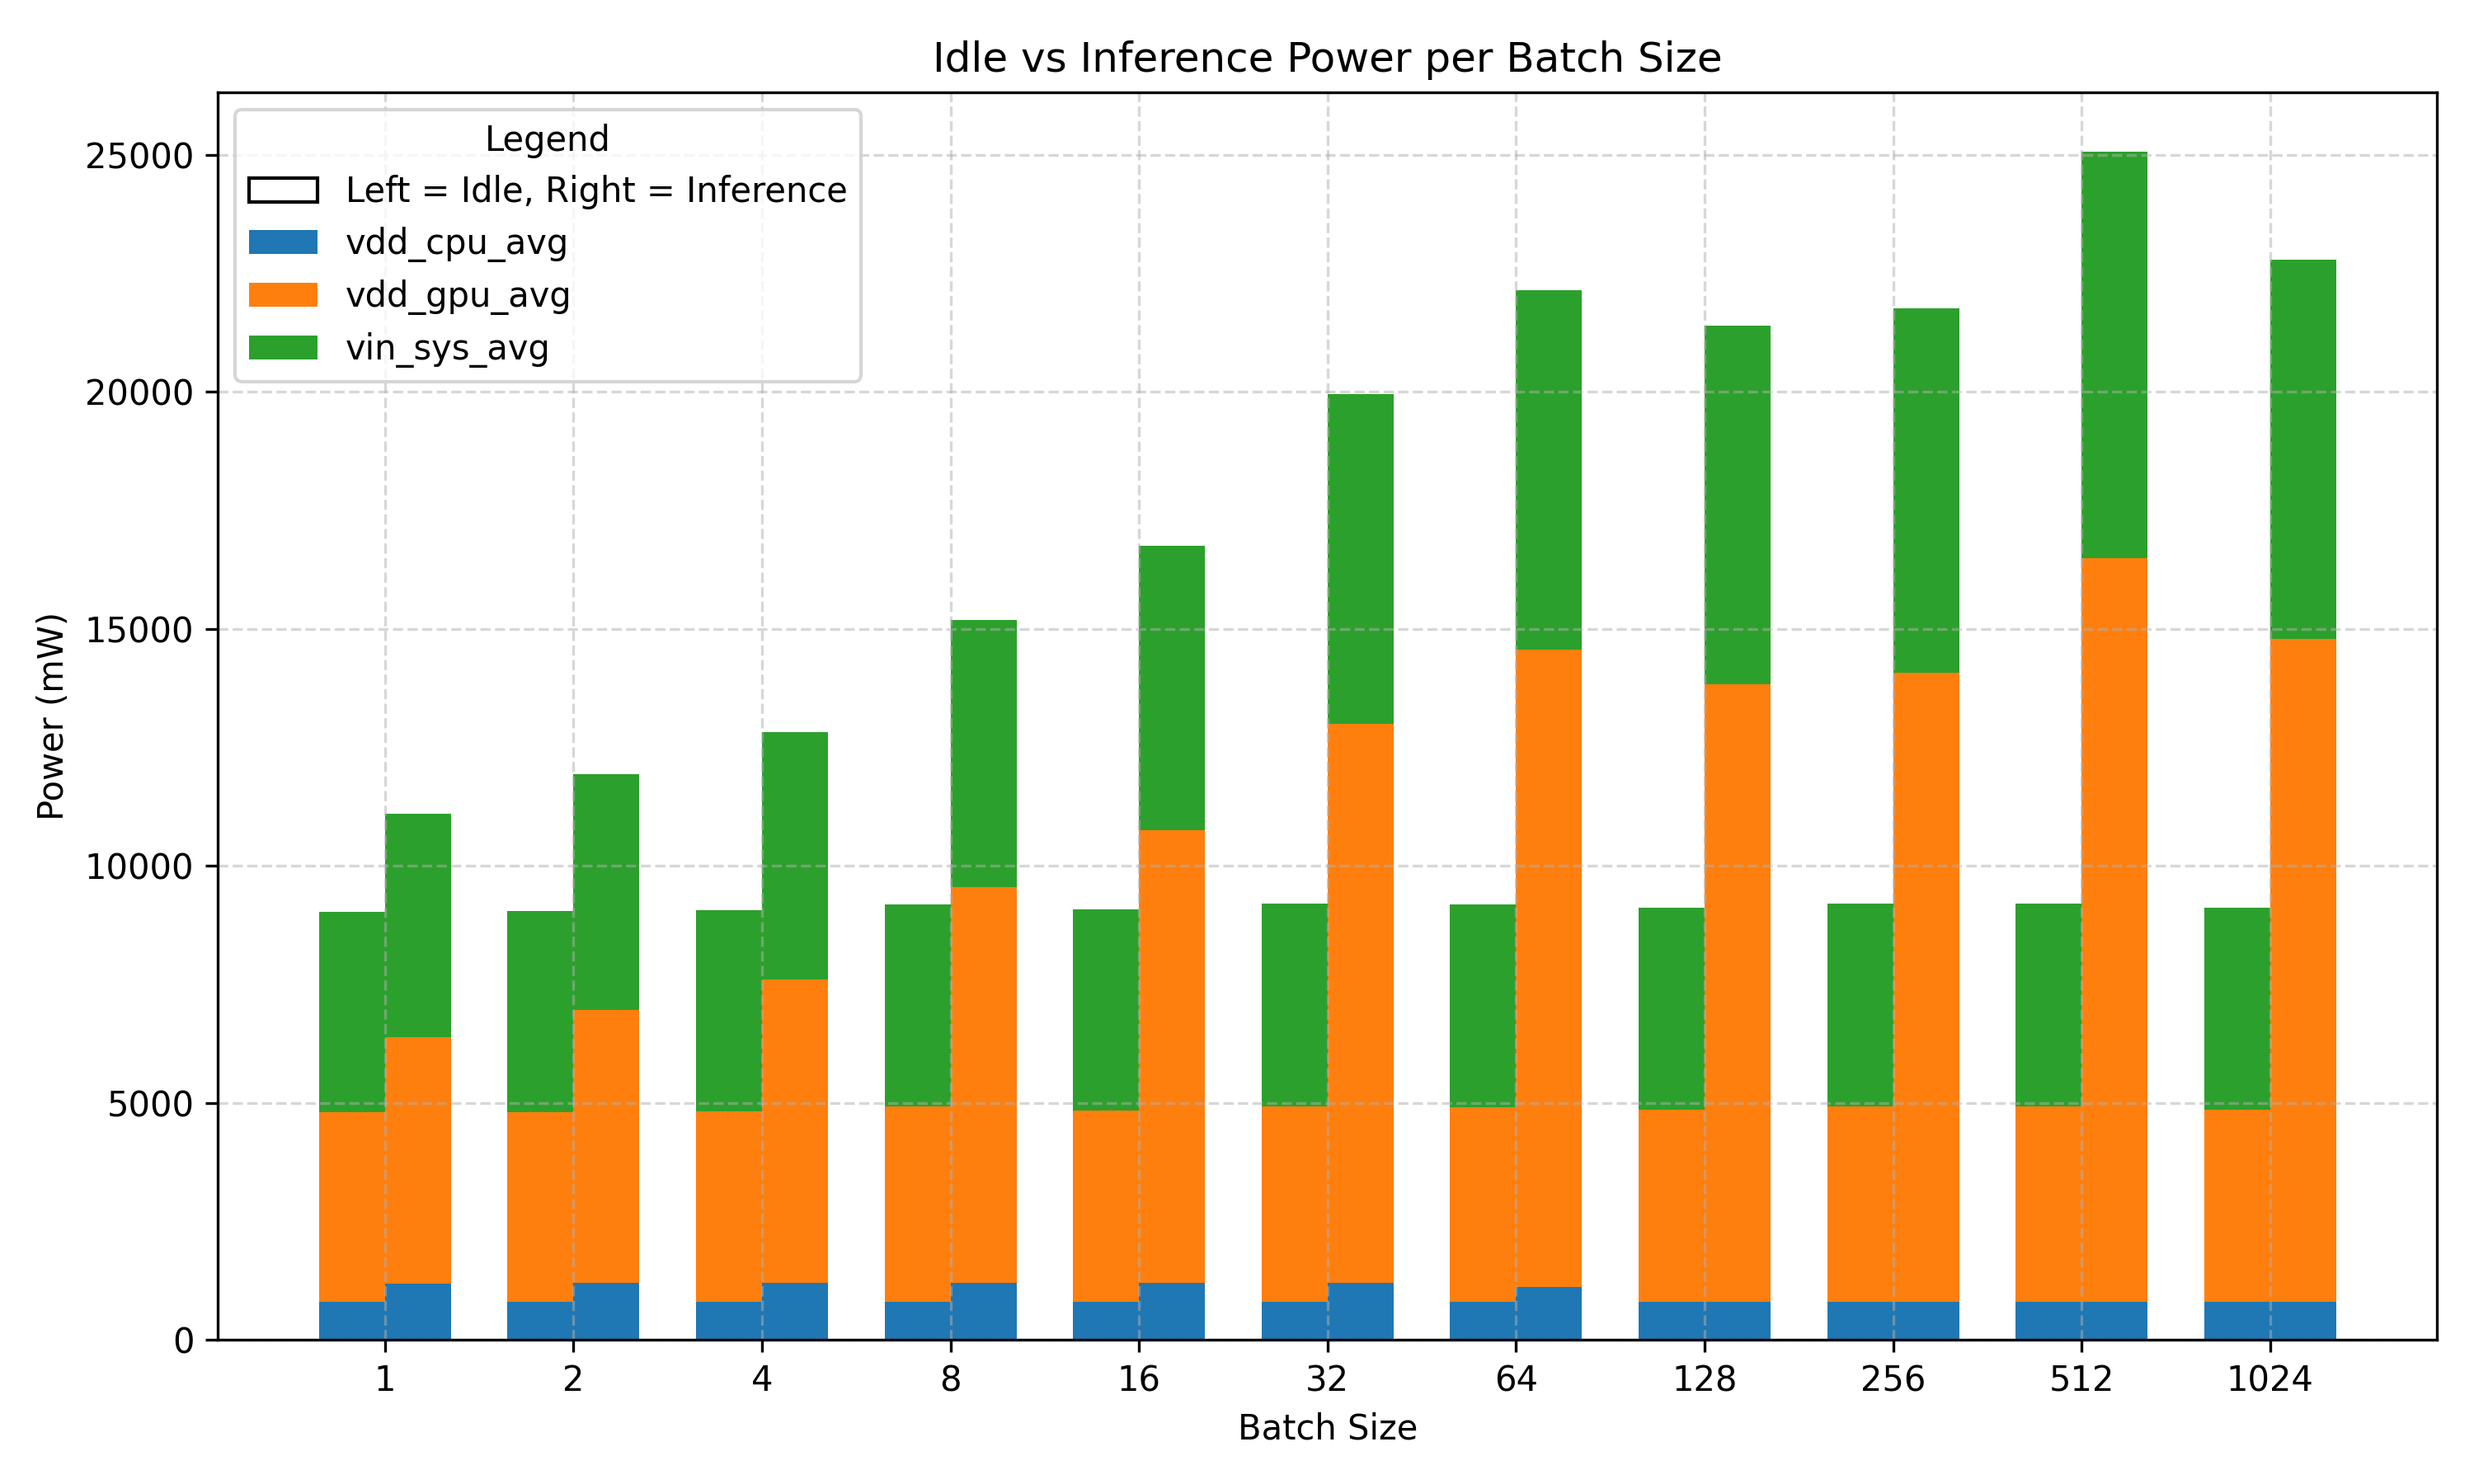 Idle vs Inference Power per Batch Size
Legend
Left = Idle, Right = Inference
vdd_cpu_avg
vdd_gpu_avg
vin_sys_avg
Power (mW)
25000
20000
15000
10000
5000
0
1 2 4 8 16 32 64 128 256 512 1024
Batch Size